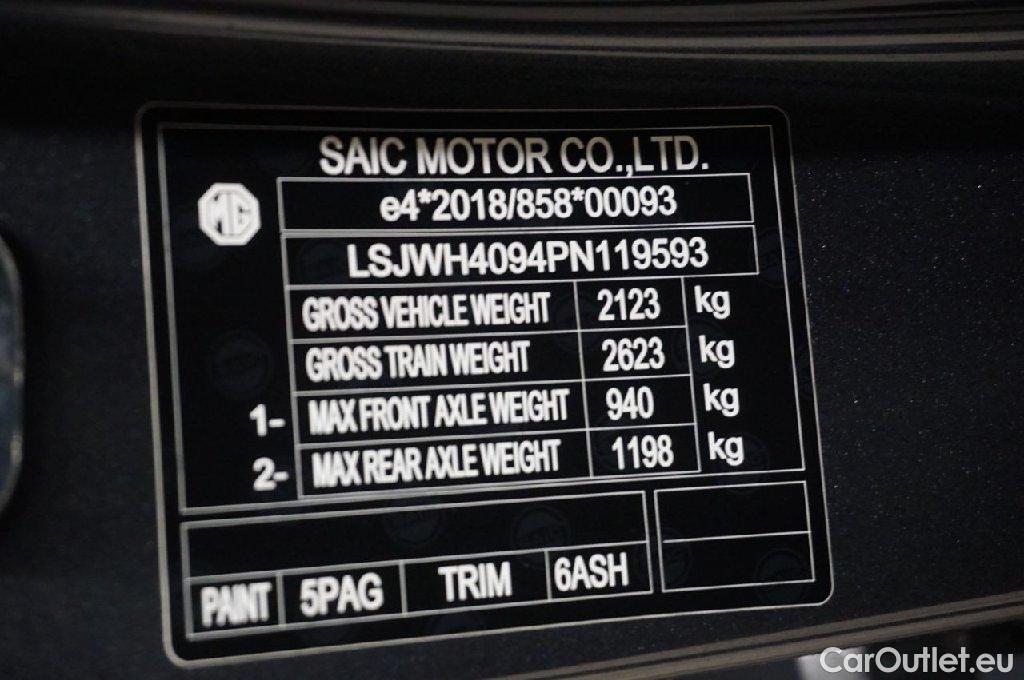 SAIC MOTOR CO.,LTD.
MG
e4*2018/858*00093
LSJWH4094PN119593
GROSS VEHICLE WEIGHT 2123 kg
GROSS TRAIN WEIGHT 2623 kg
1- MAX FRONT AXLE WEIGHT 940 kg
2- MAX REAR AXLE WEIGHT 1198 kg
PAINT 5PAG TRIM 6ASH
CarOutlet.eu